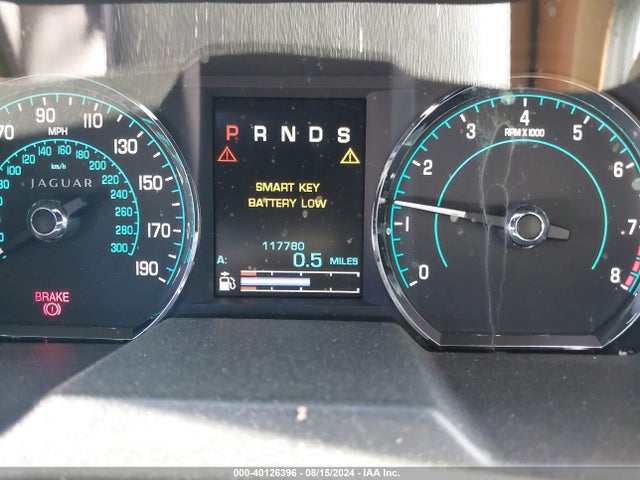 70 90 110 130 150 170 190
MPH
80 100 120 140 160 180 200 220 240 260 280 300
km/h
JAGUAR
BRAKE
P R N D S
SMART KEY
BATTERY LOW
117780
A: 0.5 MILES
0 1 2 3 4 5 6 7 8
RPM X 1000
000-40126396 - 08/15/2024 - IAA Inc.